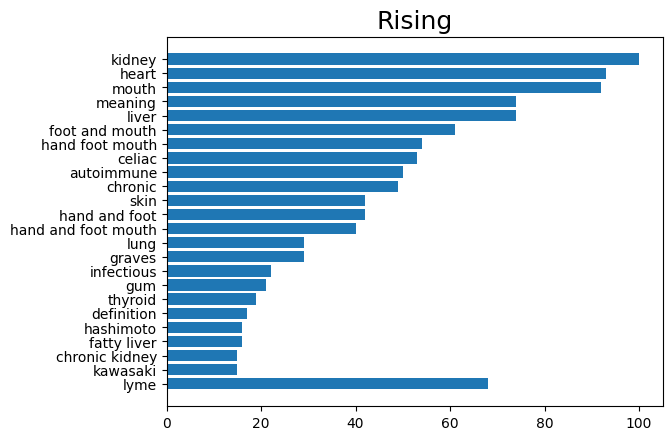 Rising
kidney
heart
mouth
meaning
liver
foot and mouth
hand foot mouth
celiac
autoimmune
chronic
skin
hand and foot
hand and foot mouth
lung
graves
infectious
gum
thyroid
definition
hashimoto
fatty liver
chronic kidney
kawasaki
lyme
0 20 40 60 80 100